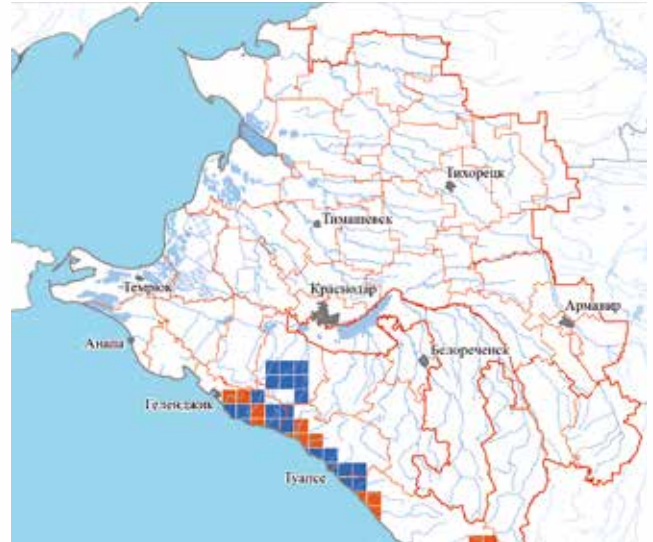 Тихорецк
Тимашевск
Темрюк
Краснодар
Армавир
Анапа
Белореченск
Геленджик
Туапсе